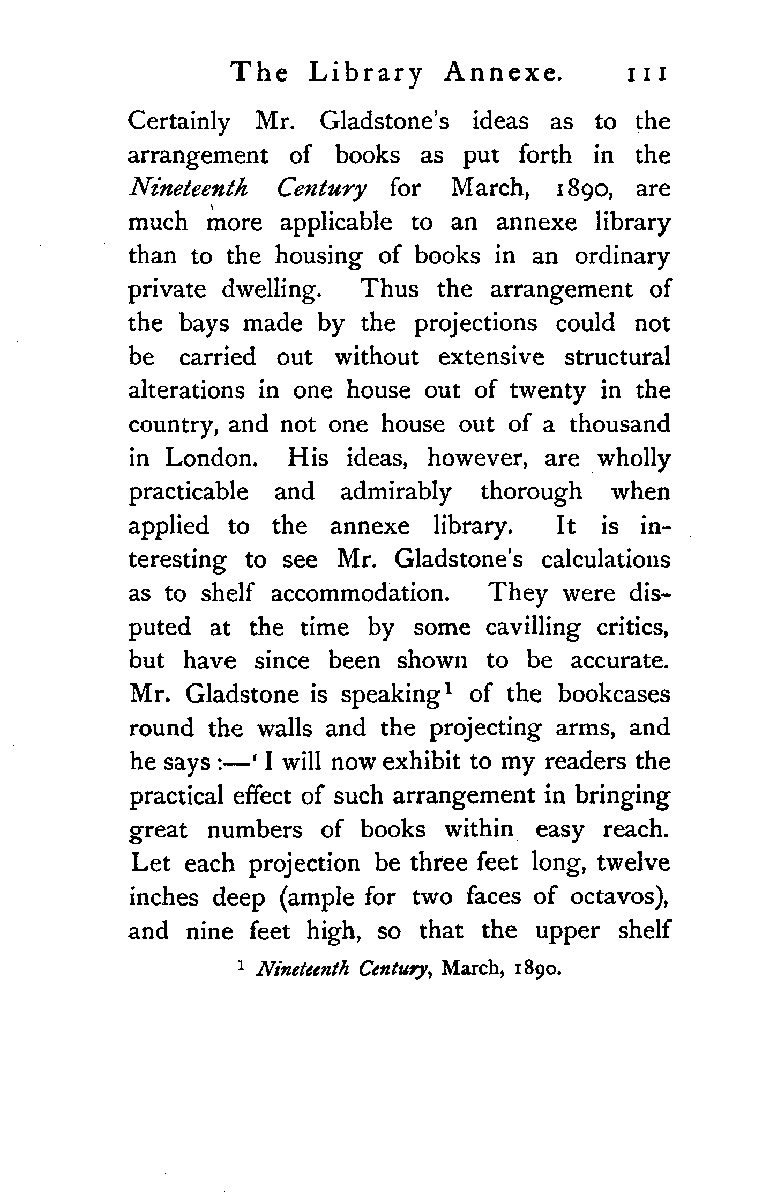 The Library Annexe. 111
Certainly Mr. Gladstone's ideas as to the
arrangement of books as put forth in the
Nineteenth Century for March, 1890, are
much more applicable to an annexe library
than to the housing of books in an ordinary
private dwelling. Thus the arrangement of
the bays made by the projections could not
be carried out without extensive structural
alterations in one house out of twenty in the
country, and not one house out of a thousand
in London. His ideas, however, are wholly
practicable and admirably thorough when
applied to the annexe library. It is in-
teresting to see Mr. Gladstone's calculations
as to shelf accommodation. They were dis-
puted at the time by some cavilling critics,
but have since been shown to be accurate.
Mr. Gladstone is speaking¹ of the bookcases
round the walls and the projecting arms, and
he says :—‘ I will now exhibit to my readers the
practical effect of such arrangement in bringing
great numbers of books within easy reach.
Let each projection be three feet long, twelve
inches deep (ample for two faces of octavos),
and nine feet high, so that the upper shelf
¹ Nineteenth Century, March, 1890.